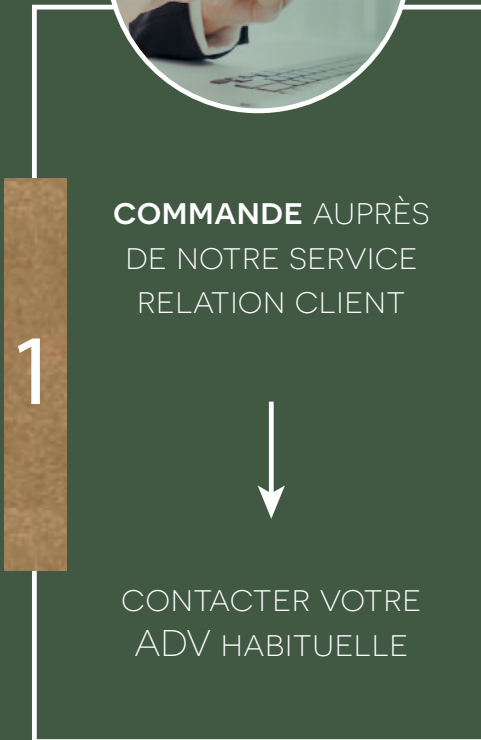 COMMANDE AUPRÈS
DE NOTRE SERVICE
RELATION CLIENT
1
CONTACTER VOTRE
ADV HABITUELLE